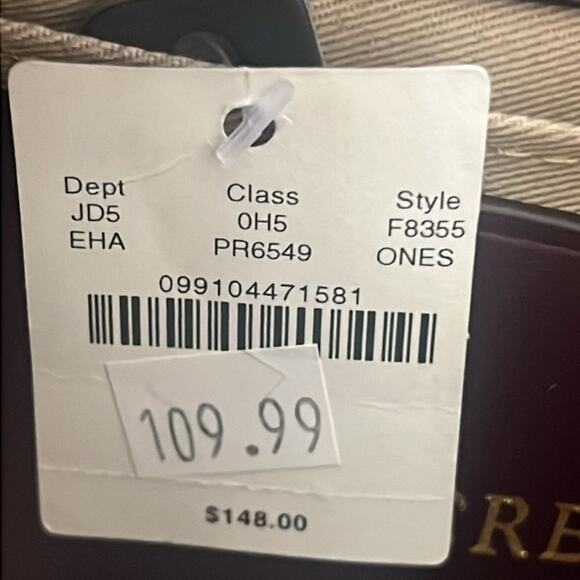 Dept Class Style
JD5 0H5 F8355
EHA PR6549 ONES
099104471581
109.99
$148.00
RE